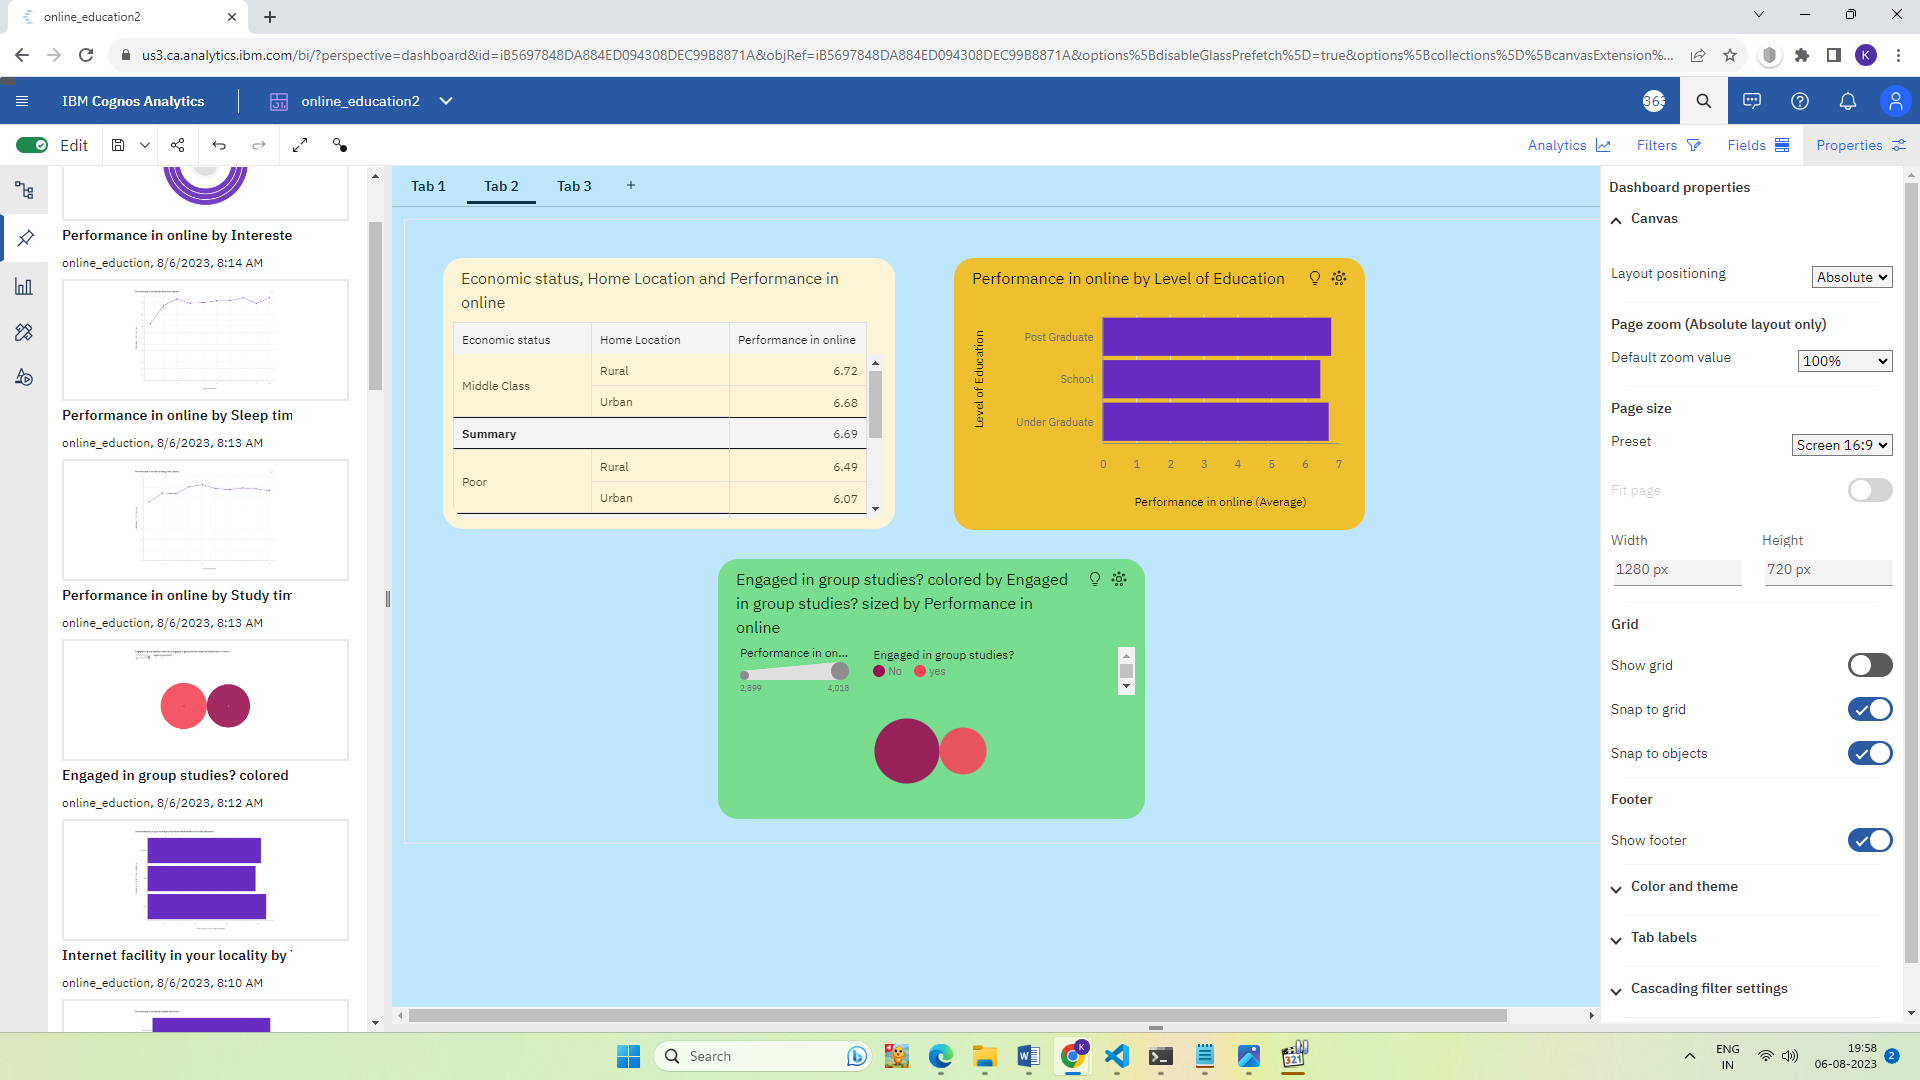 online_education2
us3.ca.analytics.ibm.com/bi/?perspective=dashboard&id=iB5697848DA884ED094308DEC99B8871A&objRef=iB5697848DA884ED094308DEC99B8871A&options%5BdisableGlassPrefetch%5D=true&options%5Bcollections%5D%5BcanvasExtension%...
K
IBM Cognos Analytics
online_education2
363
Edit
Analytics
Filters
Fields
Properties
Performance in online by Intereste
online_eduction, 8/6/2023, 8:14 AM
Performance in online by Sleep tim
online_eduction, 8/6/2023, 8:13 AM
Performance in online by Study tim
online_eduction, 8/6/2023, 8:13 AM
Engaged in group studies? colored
online_eduction, 8/6/2023, 8:12 AM
Internet facility in your locality by
online_eduction, 8/6/2023, 8:10 AM
Tab 1
Tab 2
Tab 3
Economic status, Home Location and Performance in
online
Economic status Home Location Performance in online
Middle Class Rural 6.72
Urban 6.68
Summary 6.69
Poor Rural 6.49
Urban 6.07
Performance in online by Level of Education
Level of Education
Post Graduate
School
Under Graduate
0 1 2 3 4 5 6 7
Performance in online (Average)
Engaged in group studies? colored by Engaged
in group studies? sized by Performance in
online
Performance in on...
2,899 4,018
Engaged in group studies?
No yes
Dashboard properties
Canvas
Layout positioning Absolute
Page zoom (Absolute layout only)
Default zoom value 100%
Page size
Preset Screen 16:9
Fit page
Width Height
1280 px 720 px
Grid
Show grid
Snap to grid
Snap to objects
Footer
Show footer
Color and theme
Tab labels
Cascading filter settings
Search
K
321
ENG
IN
19:58
06-08-2023
2